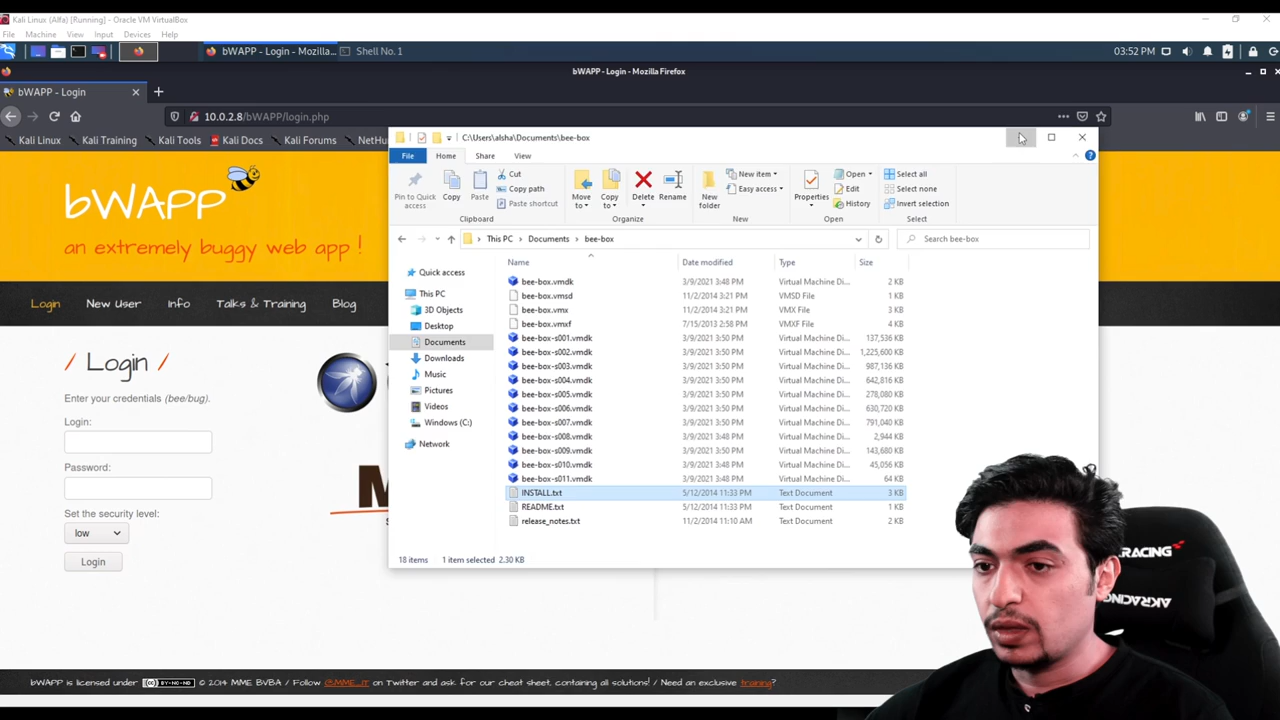 Kali Linux (Alfa) [Running] - Oracle VM VirtualBox
File Machine View Input Devices Help
bWAPP - Login - Mozilla... Shell No. 1 03:52 PM
bWAPP - Login - Mozilla Firefox
bWAPP - Login
10.0.2.8/bWAPP/login.php
Kali Linux Kali Training Kali Tools Kali Docs Kali Forums NetHu
bWAPP
an extremely buggy web app !
Login New User Info Talks & Training Blog
/ Login /
Enter your credentials (bee/bug).
Login:
Password:
Set the security level:
low
Login
M
C:\Users\alsha\Documents\bee-box
File Home Share View
Pin to Quick access Copy Paste Cut Copy path Paste shortcut Move to Copy to Delete Rename New folder New item Easy access Properties Open Edit History Select all Select none Invert selection
Clipboard Organize New Open Select
This PC Documents bee-box Search bee-box
Name Date modified Type Size
Quick access
This PC
3D Objects
Desktop
Documents
Downloads
Music
Pictures
Videos
Windows (C:)
Network
bee-box.vmdk 3/9/2021 3:48 PM Virtual Machine Di... 2 KB
bee-box.vmsd 11/2/2014 3:21 PM VMSD File 1 KB
bee-box.vmx 11/2/2014 3:21 PM VMX File 3 KB
bee-box.vmxf 7/15/2013 2:58 PM VMXF File 4 KB
bee-box-s001.vmdk 3/9/2021 3:50 PM Virtual Machine Di... 137,536 KB
bee-box-s002.vmdk 3/9/2021 3:50 PM Virtual Machine Di... 1,225,600 KB
bee-box-s003.vmdk 3/9/2021 3:50 PM Virtual Machine Di... 987,136 KB
bee-box-s004.vmdk 3/9/2021 3:50 PM Virtual Machine Di... 642,816 KB
bee-box-s005.vmdk 3/9/2021 3:50 PM Virtual Machine Di... 278,080 KB
bee-box-s006.vmdk 3/9/2021 3:50 PM Virtual Machine Di... 630,720 KB
bee-box-s007.vmdk 3/9/2021 3:50 PM Virtual Machine Di... 791,040 KB
bee-box-s008.vmdk 3/9/2021 3:48 PM Virtual Machine Di... 2,944 KB
bee-box-s009.vmdk 3/9/2021 3:50 PM Virtual Machine Di... 143,680 KB
bee-box-s010.vmdk 3/9/2021 3:48 PM Virtual Machine Di... 45,056 KB
bee-box-s011.vmdk 3/9/2021 3:48 PM Virtual Machine Di... 64 KB
INSTALL.txt 5/12/2014 11:33 PM Text Document 3 KB
README.txt 5/12/2014 11:33 PM Text Document 1 KB
release_notes.txt 11/2/2014 11:10 AM Text Document 2 KB
18 items 1 item selected 2.30 KB
RACING
AKRACING
bWAPP is licensed under BY-NC-ND © 2014 MME BVBA / Follow @MME_IT on Twitter and ask for our cheat sheet, containing all solutions! / Need an exclusive training?